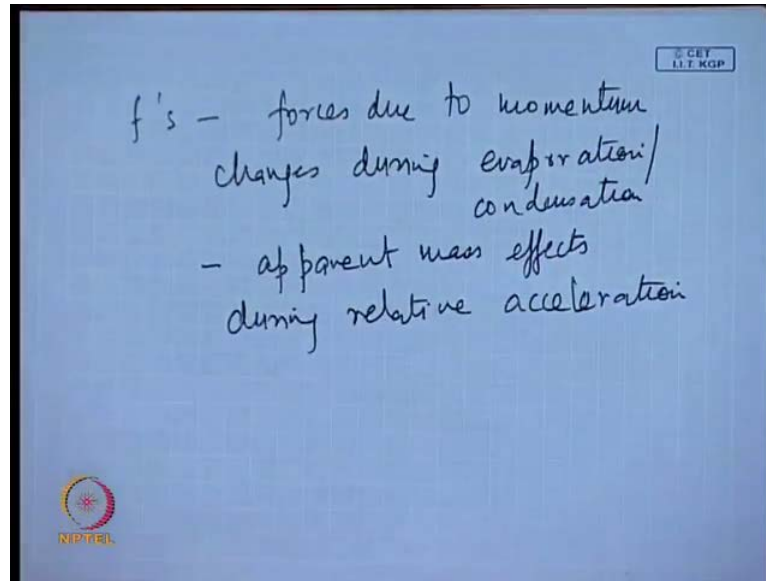 © CET
I.I.T. KGP
f's – forces due to momentum
changes during evaporation/
condensation
– apparent mass effects
during relative acceleration
NPTEL